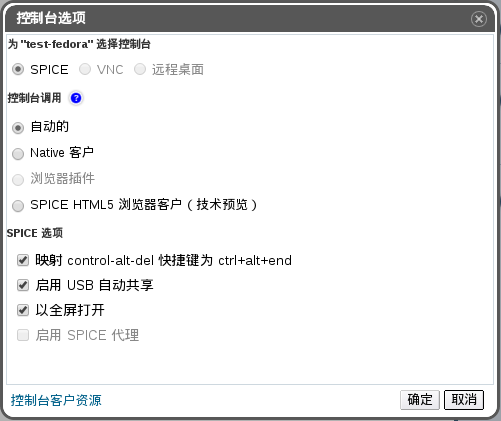 控制台选项
为 "test-fedora" 选择控制台
SPICE VNC 远程桌面
控制台调用 ?
自动的
Native 客户
浏览器插件
SPICE HTML5 浏览器客户（技术预览）
SPICE 选项
映射 control-alt-del 快捷键为 ctrl+alt+end
启用 USB 自动共享
以全屏打开
启用 SPICE 代理
控制台客户资源 确定 取消